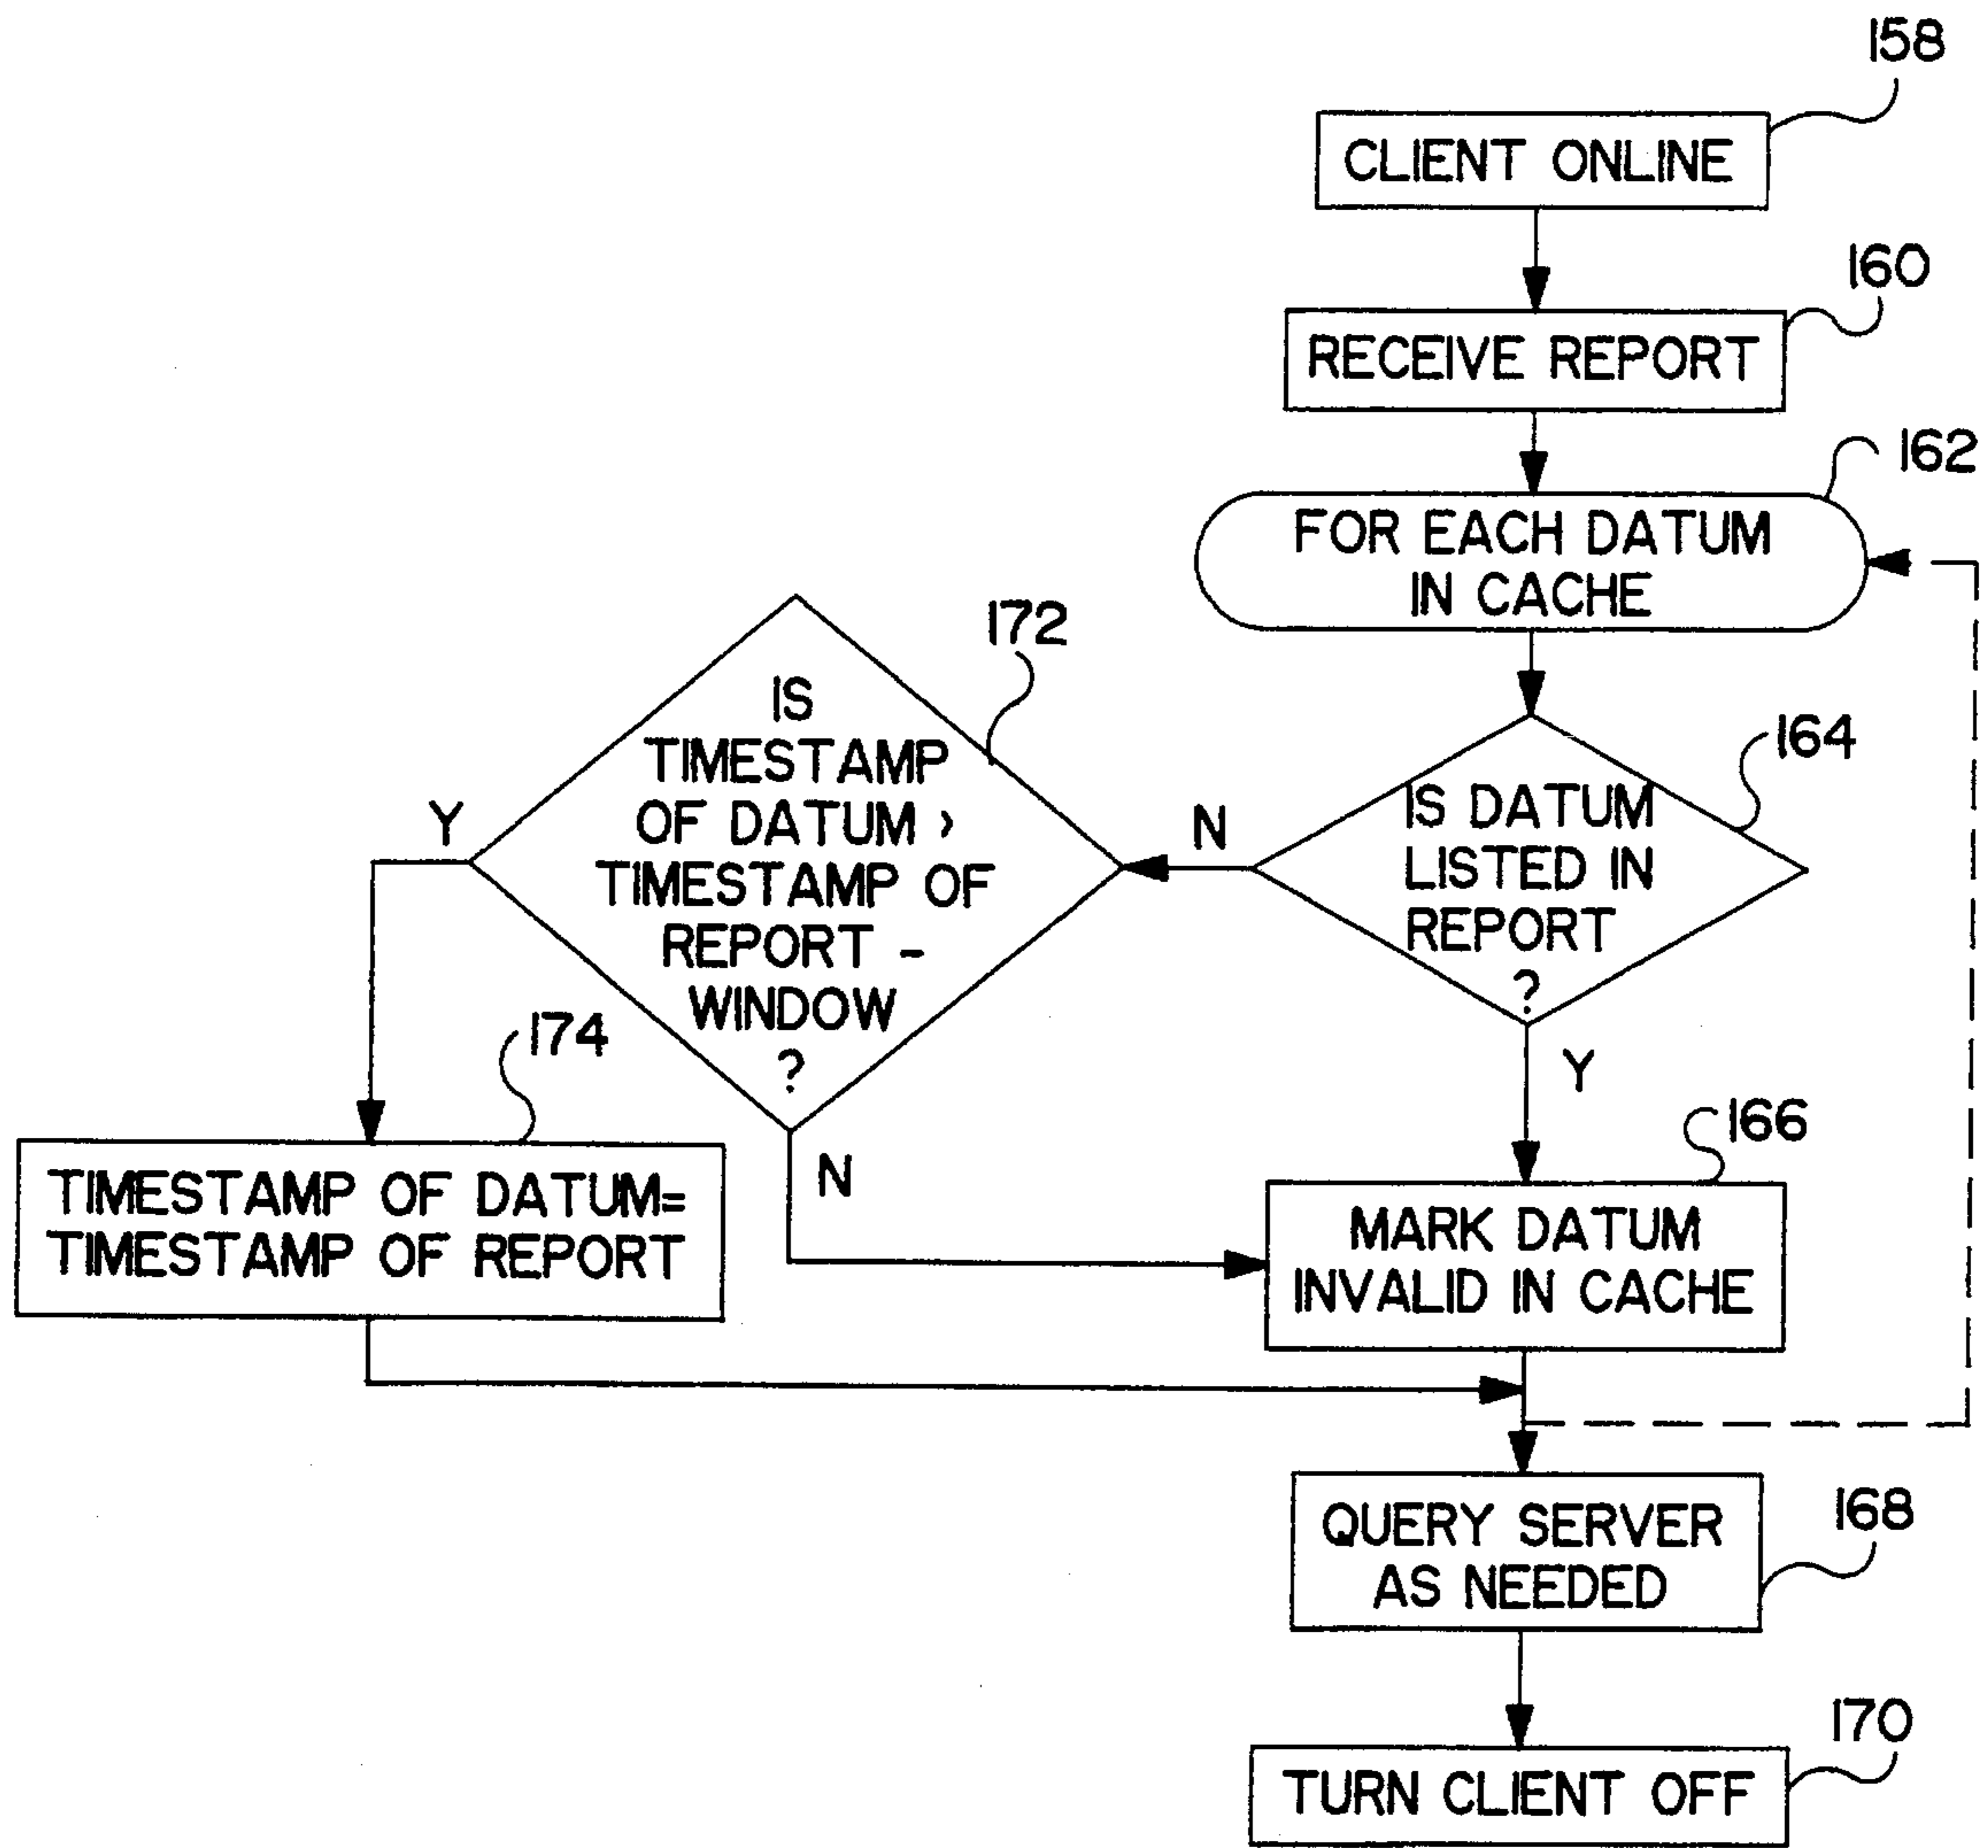 158
CLIENT ONLINE
160
RECEIVE REPORT
162
FOR EACH DATUM
IN CACHE
172
IS
TIMESTAMP
OF DATUM >
TIMESTAMP OF
REPORT -
WINDOW
?
Y
N
164
IS DATUM
LISTED IN
REPORT
?
N
Y
174
TIMESTAMP OF DATUM=
TIMESTAMP OF REPORT
166
MARK DATUM
INVALID IN CACHE
168
QUERY SERVER
AS NEEDED
170
TURN CLIENT OFF